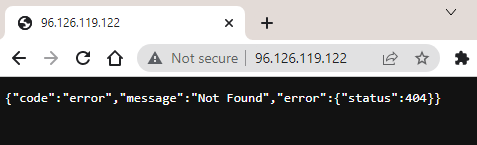 96.126.119.122
Not secure
96.126.119.122
{"code":"error","message":"Not Found","error":{"status":404}}